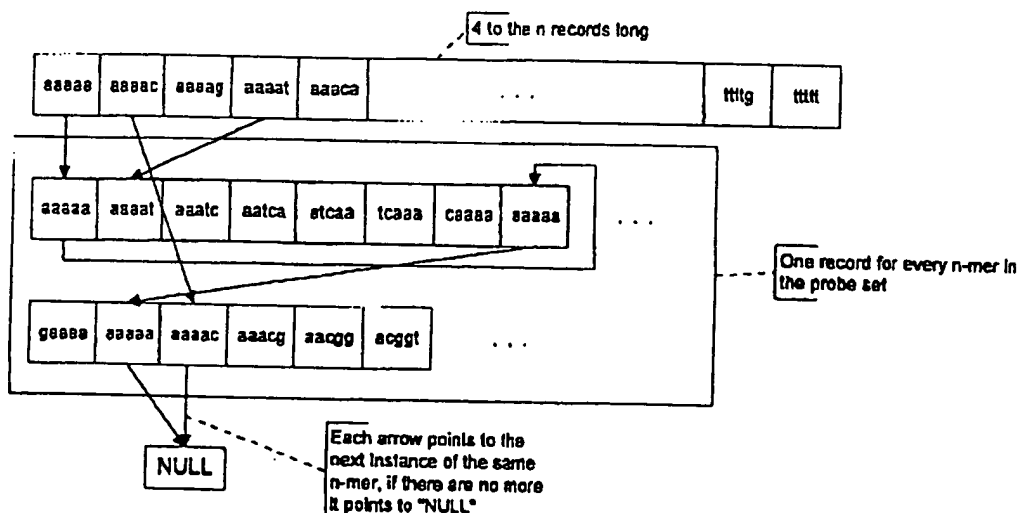 4 to the n records long
aaaaa aaaac aaaag aaaat aaaca ... ttttg ttttt
aaaaa aaaat aaatc aatca atcaa tcaaa caaaa aaaaa ...
One record for every n-mer in
the probe set
gaaaa aaaaa aaaac aaacg aacgg acggt ...
Each arrow points to the
next instance of the same
n-mer, if there are no more
it points to "NULL"
NULL